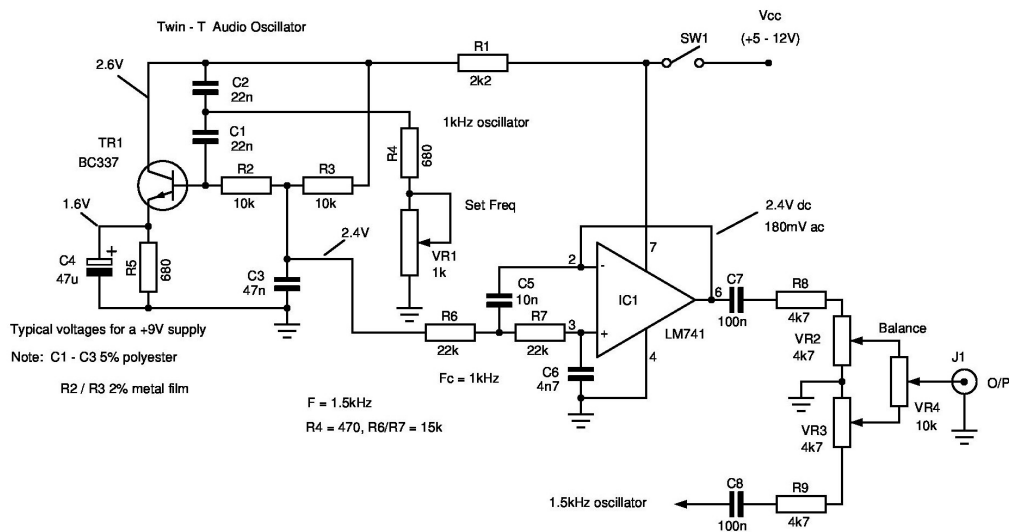 Twin - T Audio Oscillator
Vcc
(+5 - 12V)
SW1
R1
2k2
2.6V
C2
22n
1kHz oscillator
C1
22n
TR1
BC337
R4
680
R2
10k
R3
10k
Set Freq
VR1
1k
1.6V
2.4V
2.4V dc
180mV ac
C4
47u
+
R5
680
C3
47n
C5
10n
2
-
7
IC1
6
C7
100n
R8
4k7
3
+
4
LM741
R6
22k
R7
22k
C6
4n7
Fc = 1kHz
VR2
4k7
Balance
J1
O/P
VR4
10k
VR3
4k7
Typical voltages for a +9V supply
Note: C1 - C3 5% polyester
R2 / R3 2% metal film
F = 1.5kHz
R4 = 470, R6/R7 = 15k
1.5kHz oscillator
C8
100n
R9
4k7